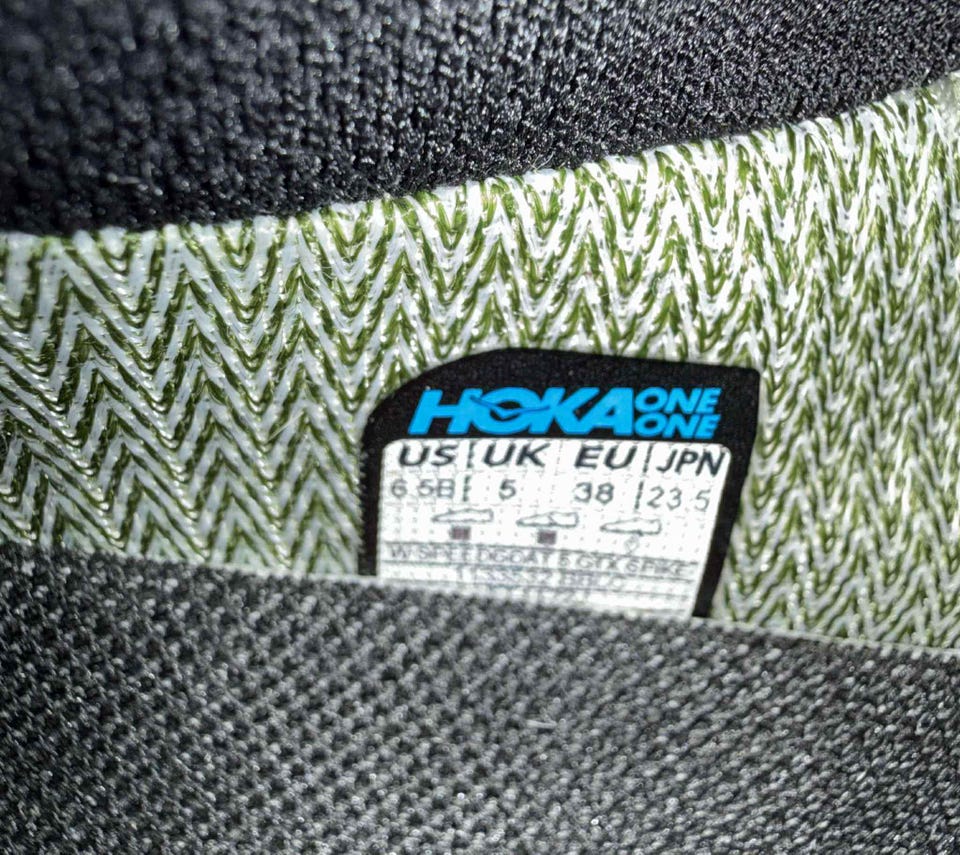 HOKA ONE
ONE
US | UK EU | JPN
6.5B 5 38 23.5
W SPEEDGOAT 5 GTX SPIKE